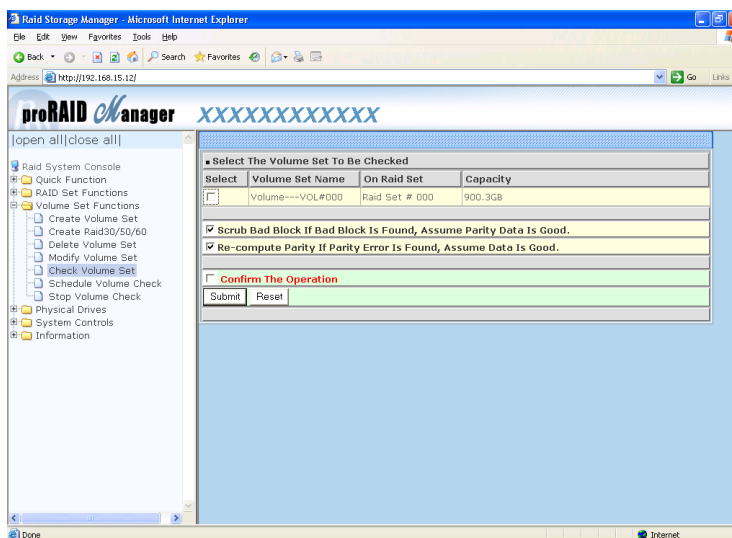 Raid Storage Manager - Microsoft Internet Explorer
File Edit View Favorites Tools Help
Back Search Favorites
Address http://192.168.15.12/ Go Links
proRAID Manager XXXXXXXXXXXX
|open all|close all|
Raid System Console
Quick Function
RAID Set Functions
Volume Set Functions
Create Volume Set
Create Raid30/50/60
Delete Volume Set
Modify Volume Set
Check Volume Set
Schedule Volume Check
Stop Volume Check
Physical Drives
System Controls
Information
Select The Volume Set To Be Checked
Select Volume Set Name On Raid Set Capacity
Volume---VOL#000 Raid Set # 000 900.3GB
Scrub Bad Block If Bad Block Is Found, Assume Parity Data Is Good.
Re-compute Parity If Parity Error Is Found, Assume Data Is Good.
Confirm The Operation
Submit Reset
Done Internet